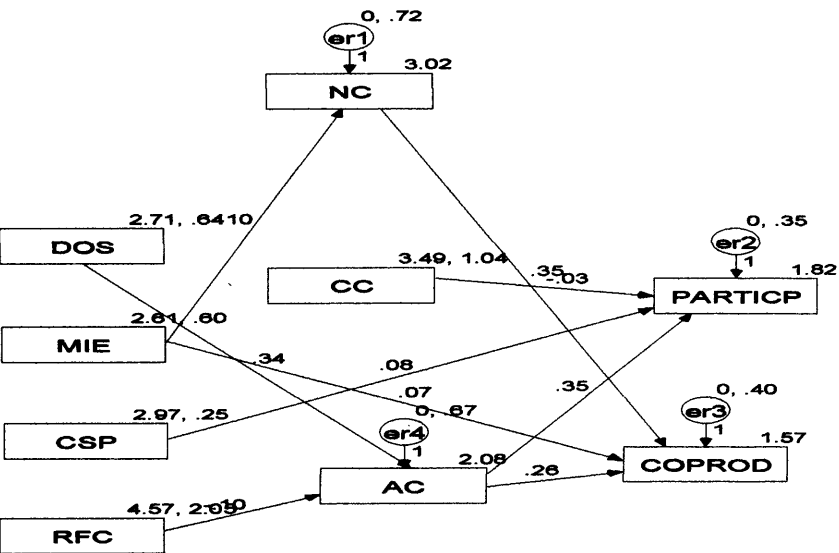 0, .72
er1
1
3.02
NC
2.71, .6410
DOS
0, .35
er2
1
1.82
3.49, 1.04
.35
-.03
CC
PARTICP
2.61, .60
MIE
.34
.08
.07
.35
0, .40
er3
1
1.57
2.97, .25
0, .67
er4
1
CSP
2.08
.26
COPROD
AC
4.57,
RFC